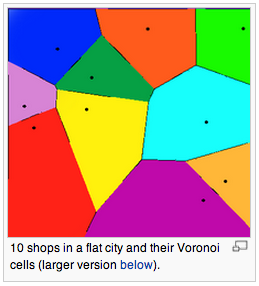 10 shops in a flat city and their Voronoi
cells (larger version below).